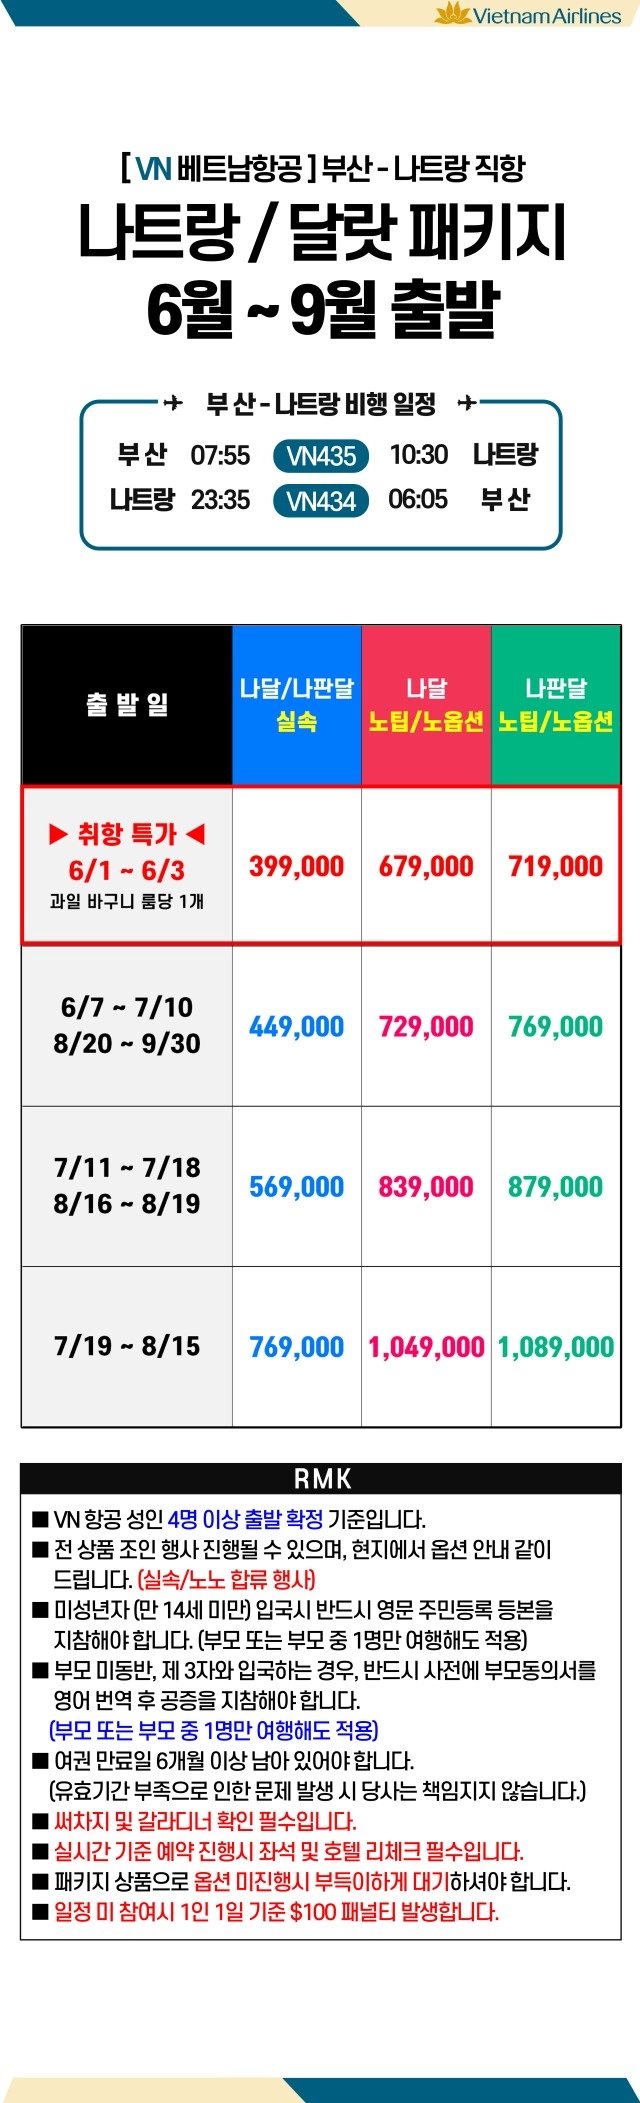 VietnamAirlines
[ VN 베트남항공 ] 부산 - 나트랑 직항
나트랑 / 달랏 패키지
6월 ~ 9월 출발
부 산 - 나트랑 비행 일정
부 산 07:55 VN435 10:30 나트랑
나트랑 23:35 VN434 06:05 부 산
출 발 일
나달/나판달
실속
나달
노팁/노옵션
나판달
노팁/노옵션
▶ 취항 특가 ◀
6/1 ~ 6/3
과일 바구니 룸당 1개
399,000 679,000 719,000
6/7 ~ 7/10
8/20 ~ 9/30
449,000 729,000 769,000
7/11 ~ 7/18
8/16 ~ 8/19
569,000 839,000 879,000
7/19 ~ 8/15 769,000 1,049,000 1,089,000
RMK
■ VN 항공 성인 4명 이상 출발 확정 기준입니다.
■ 전 상품 조인 행사 진행될 수 있으며, 현지에서 옵션 안내 같이
드립니다. (실속/노노 합류 행사)
■ 미성년자 (만 14세 미만) 입국시 반드시 영문 주민등록 등본을
지참해야 합니다. (부모 또는 부모 중 1명만 여행해도 적용)
■ 부모 미동반, 제 3자와 입국하는 경우, 반드시 사전에 부모동의서를
영어 번역 후 공증을 지참해야 합니다.
(부모 또는 부모 중 1명만 여행해도 적용)
■ 여권 만료일 6개월 이상 남아 있어야 합니다.
(유효기간 부족으로 인한 문제 발생 시 당사는 책임지지 않습니다.)
■ 써차지 및 갈라디너 확인 필수입니다.
■ 실시간 기준 예약 진행시 좌석 및 호텔 리체크 필수입니다.
■ 패키지 상품으로 옵션 미진행시 부득이하게 대기하셔야 합니다.
■ 일정 미 참여시 1인 1일 기준 $100 패널티 발생합니다.